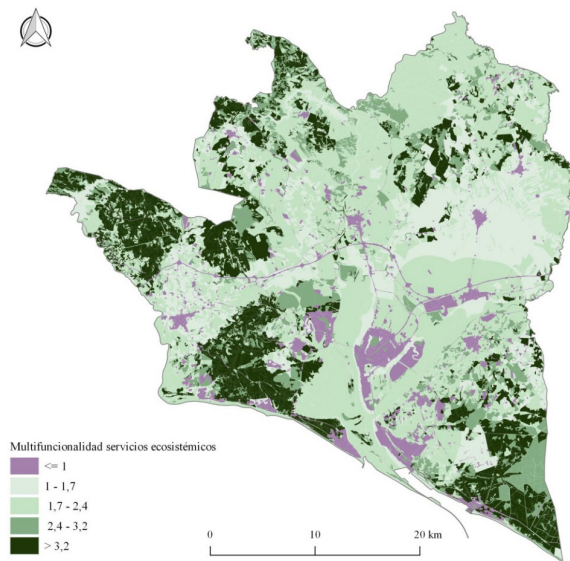 Multifuncionalidad servicios ecosistémicos
<= 1
1 - 1,7
1,7 - 2,4
2,4 - 3,2
> 3,2
0 10 20 km